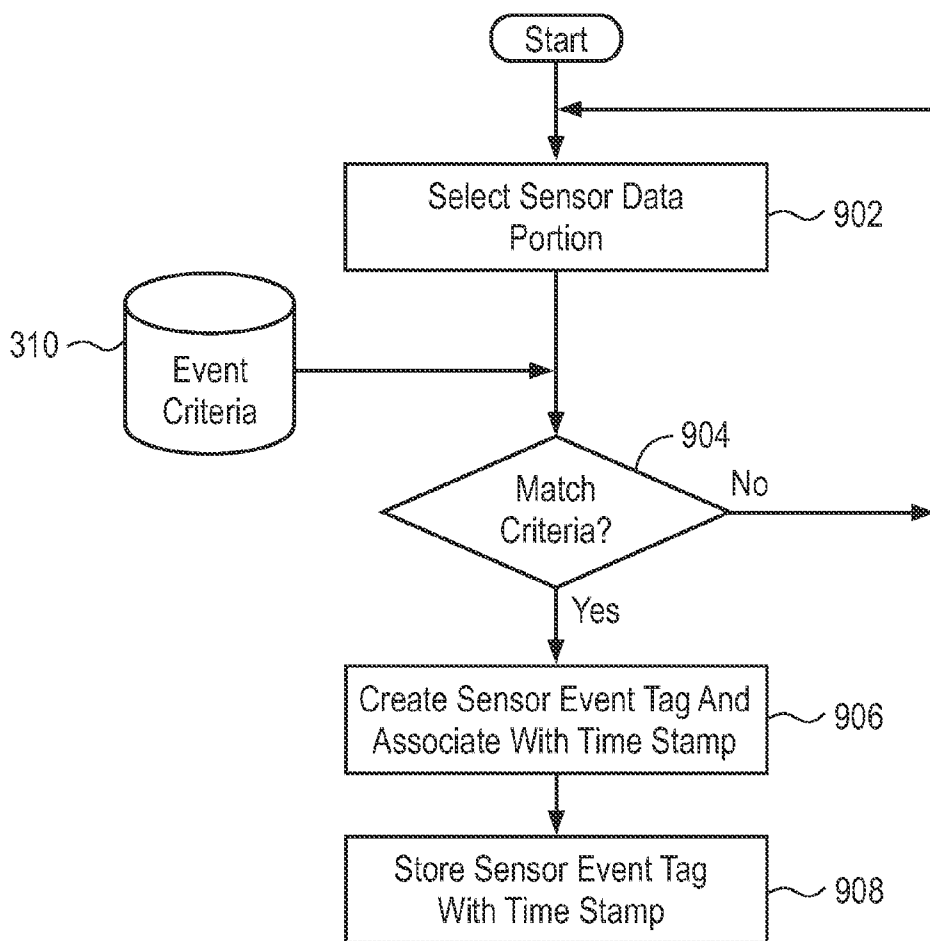 Start
Select Sensor Data
Portion
902
310
Event
Criteria
904
Match
Criteria?
No
Yes
Create Sensor Event Tag And
Associate With Time Stamp
906
Store Sensor Event Tag
With Time Stamp
908